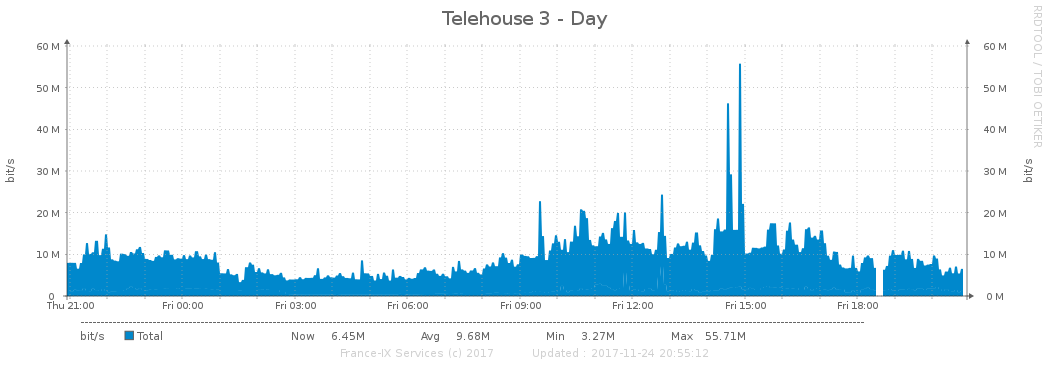 Telehouse 3 - Day
RRDTOOL / TOBI OETIKER
60 M 60 M
50 M 50 M
40 M 40 M
30 M 30 M
20 M 20 M
10 M 10 M
0 0 M
bit/s bit/s
Thu 21:00 Fri 00:00 Fri 03:00 Fri 06:00 Fri 09:00 Fri 12:00 Fri 15:00 Fri 18:00
bit/s Total Now 6.45M Avg 9.68M Min 3.27M Max 55.71M
France-IX Services (c) 2017 Updated : 2017-11-24 20:55:12